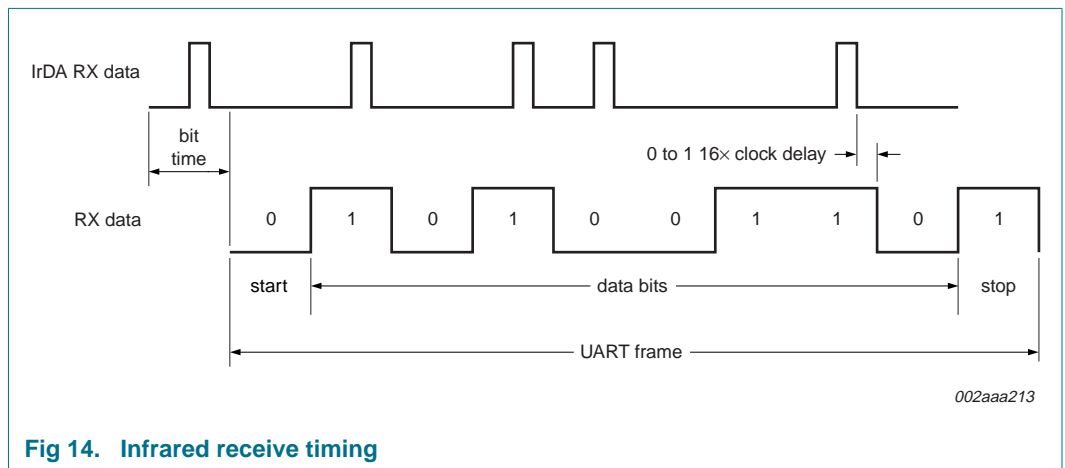 IrDA RX data
bit
time
0 to 1 16× clock delay
RX data
0 1 0 1 0 0 1 1 0 1
start data bits stop
UART frame
002aaa213
Fig 14. Infrared receive timing